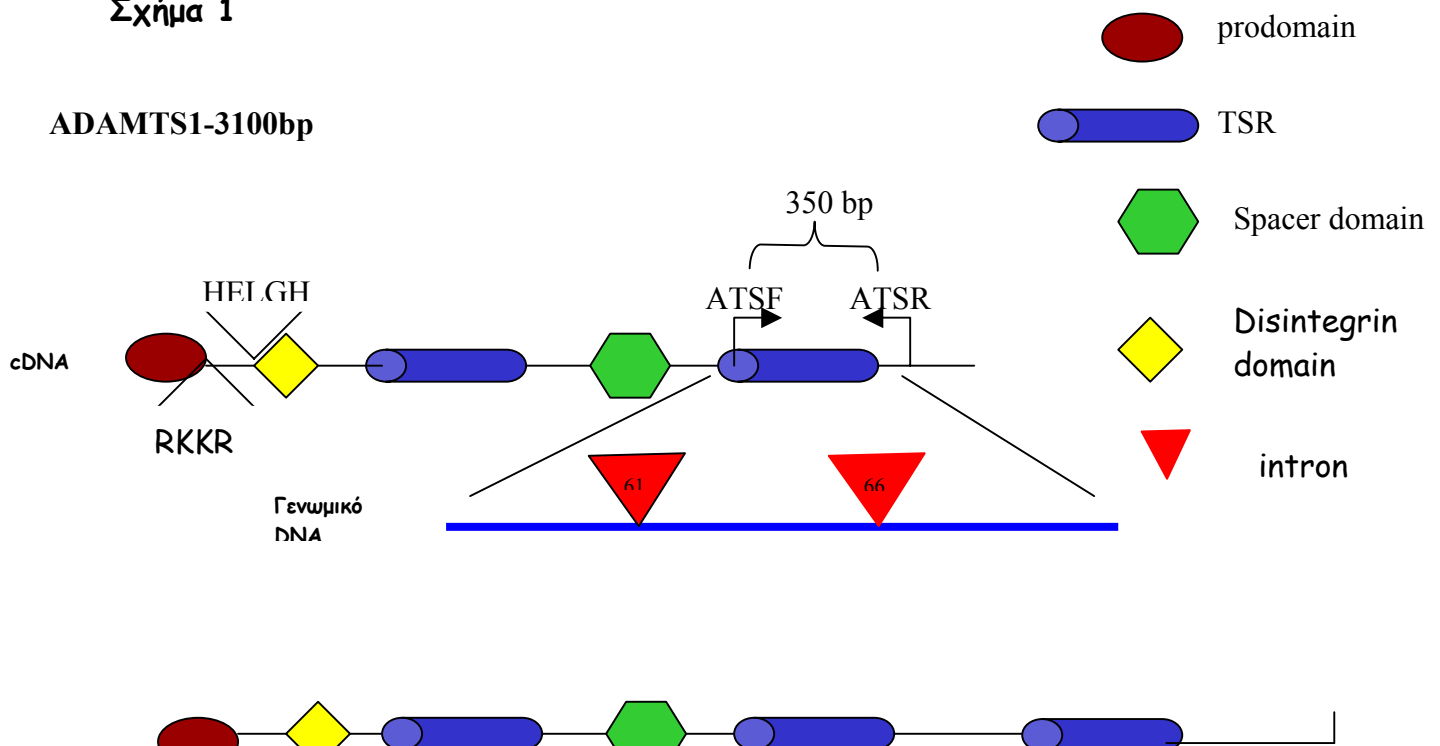 Σχήμα 1
prodomain
ADAMTS1-3100bp
TSR
350 bp
Spacer domain
HELGH
ATSF
ATSR
Disintegrin
domain
cDNA
RKKR
intron
61
66
Γενωμικό
DNA